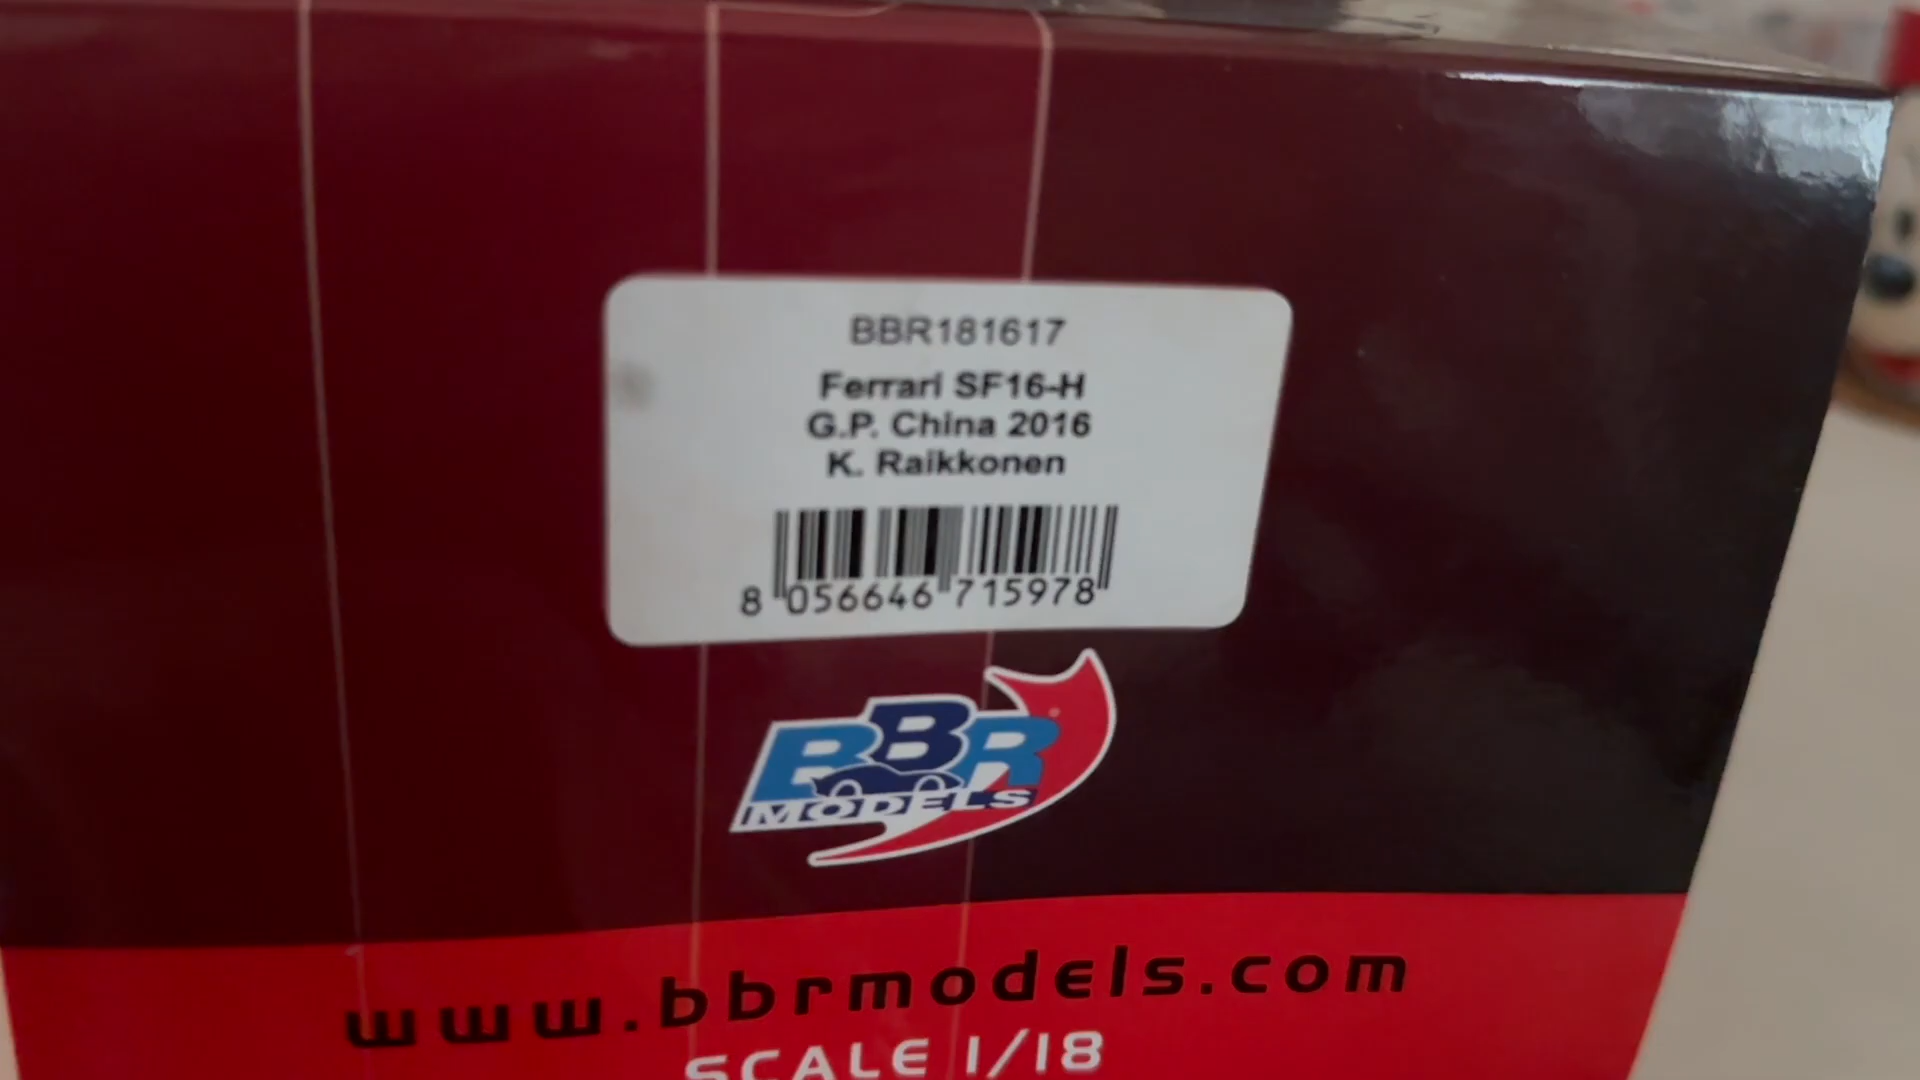 BBR181617
Ferrari SF16-H
G.P. China 2016
K. Raikkonen
8 056646 715978
BBR
MODELS
www.bbrmodels.com
SCALE 1/18